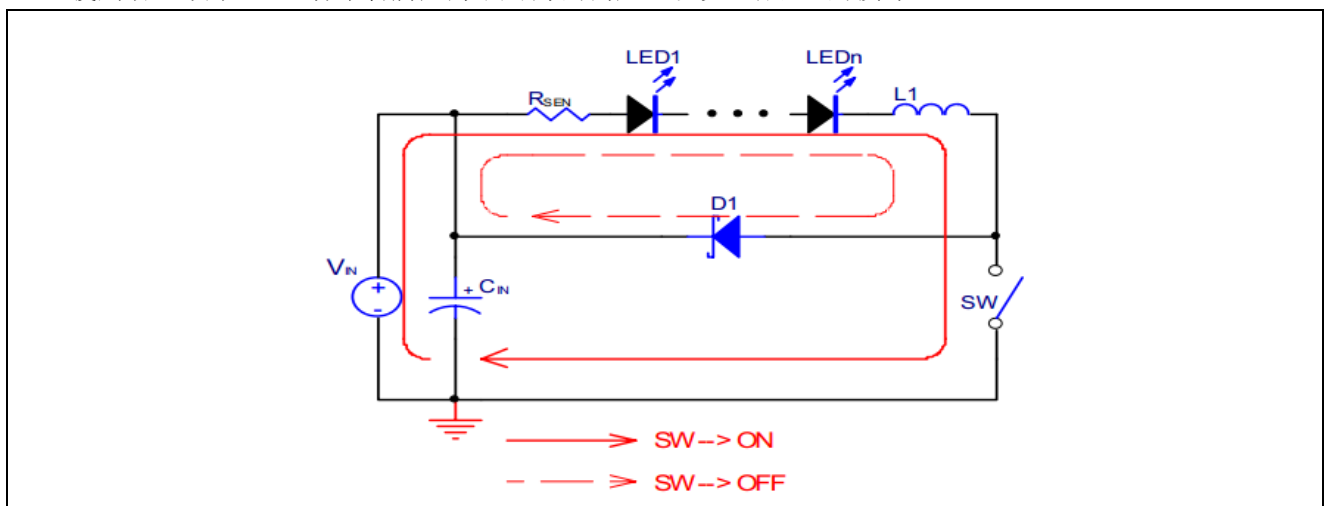 LED1
LEDn
RSEN
L1
D1
VIN
+
-
+ CIN
SW
SW--> ON
SW--> OFF